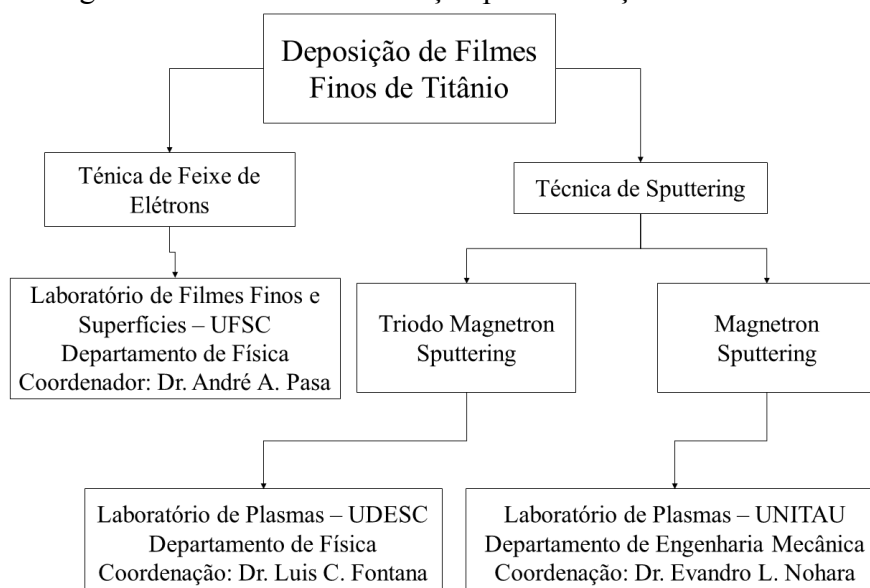 Deposição de Filmes
Finos de Titânio
Ténica de Feixe de
Elétrons
Técnica de Sputtering
Laboratório de Filmes Finos e
Superfícies – UFSC
Departamento de Física
Coordenador: Dr. André A. Pasa
Triodo Magnetron
Sputtering
Magnetron
Sputtering
Laboratório de Plasmas – UDESC
Departamento de Física
Coordenação: Dr. Luis C. Fontana
Laboratório de Plasmas – UNITAU
Departamento de Engenharia Mecânica
Coordenação: Dr. Evandro L. Nohara